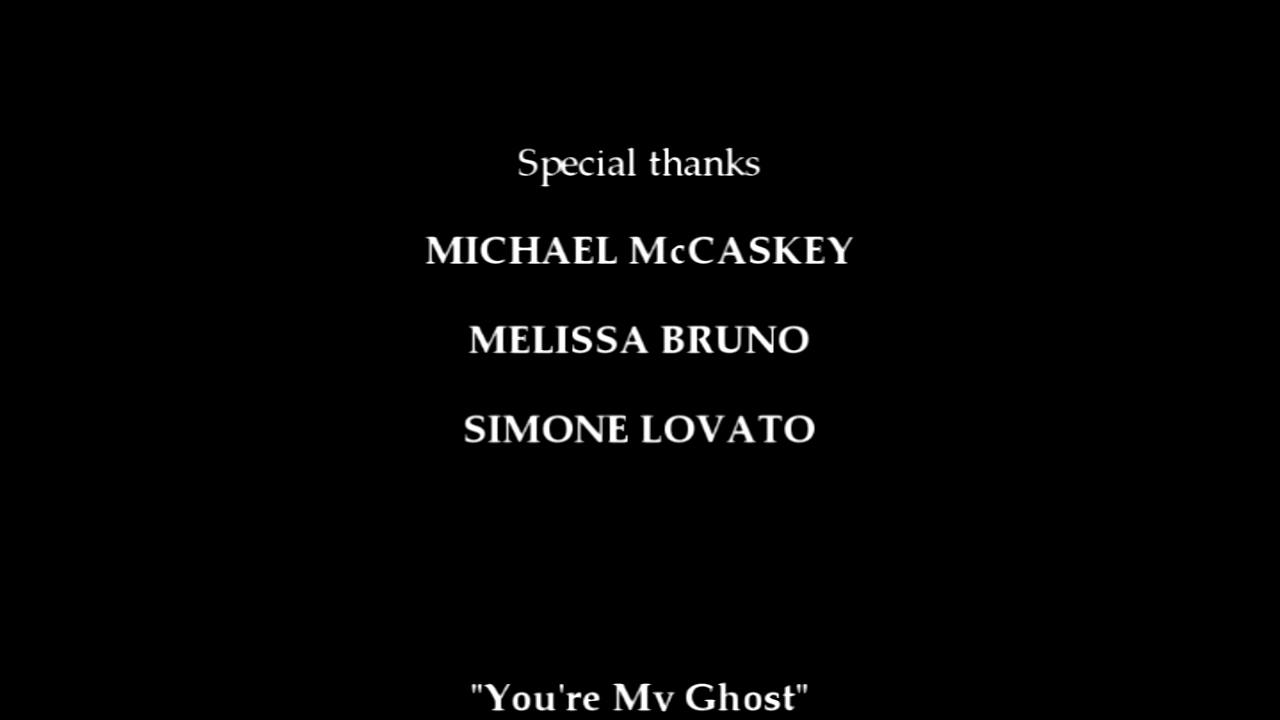 Special thanks
MICHAEL McCASKEY
MELISSA BRUNO
SIMONE LOVATO
"You're My Ghost"